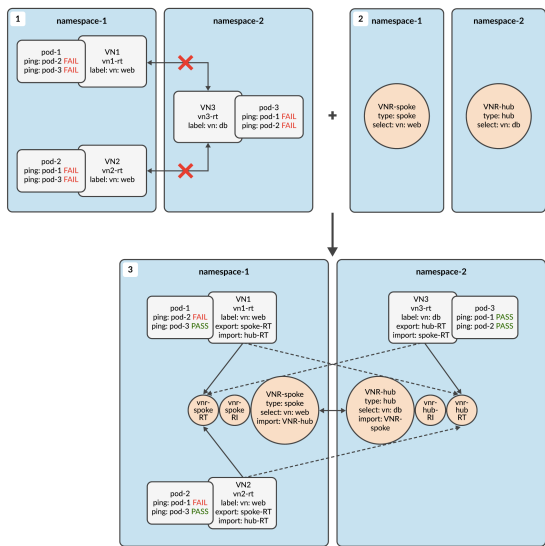 1
namespace-1
namespace-2
pod-1
ping: pod-2 FAIL
ping: pod-3 FAIL
VN1
vn1-rt
label: vn: web
VN3
vn3-rt
label: vn: db
pod-3
ping: pod-1 FAIL
ping: pod-2 FAIL
pod-2
ping: pod-1 FAIL
ping: pod-3 FAIL
VN2
vn2-rt
label: vn: web
+
2
namespace-1
namespace-2
VNR-spoke
type: spoke
select: vn: web
VNR-hub
type: hub
select: vn: db
3
namespace-1
namespace-2
pod-1
ping: pod-2 FAIL
ping: pod-3 PASS
VN1
vn1-rt
label: vn: web
export: spoke-RT
import: hub-RT
VN3
vn3-rt
label: vn: db
export: hub-RT
import: spoke-RT
pod-3
ping: pod-1 PASS
ping: pod-2 PASS
vnr-
spoke
RT
vnr-
spoke
RI
VNR-spoke
type: spoke
select: vn: web
import: VNR-hub
VNR-hub
type: hub
select: vn: db
import: VNR-
spoke
vnr-
hub-
RI
vnr-
hub
RT
pod-2
ping: pod-1 FAIL
ping: pod-3 PASS
VN2
vn2-rt
label: vn: web
export: spoke-RT
import: hub-RT